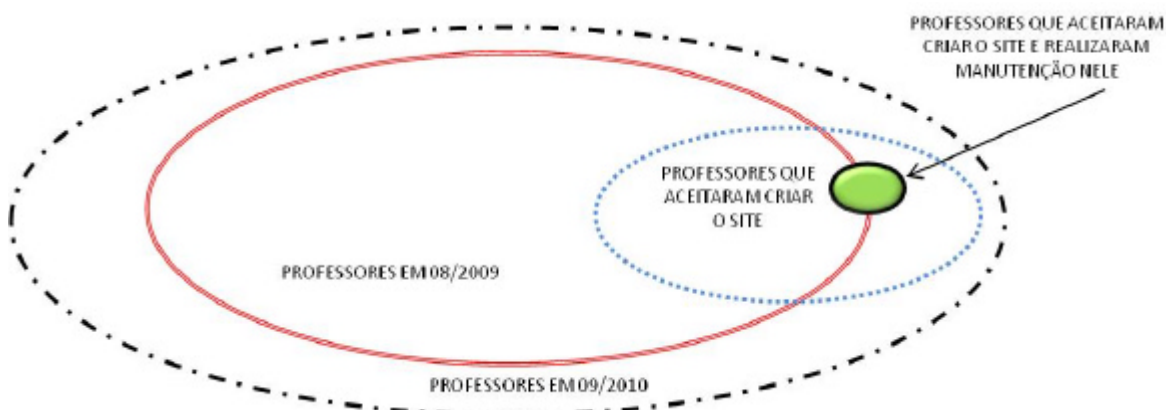 PROFESSORES QUE ACEITARAM
CRIAR O SITE E REALIZARAM
MANUTENÇÃO NELE
PROFESSORES QUE
ACEITARAM CRIAR
O SITE
PROFESSORES EM 08/2009
PROFESSORES EM 09/2010